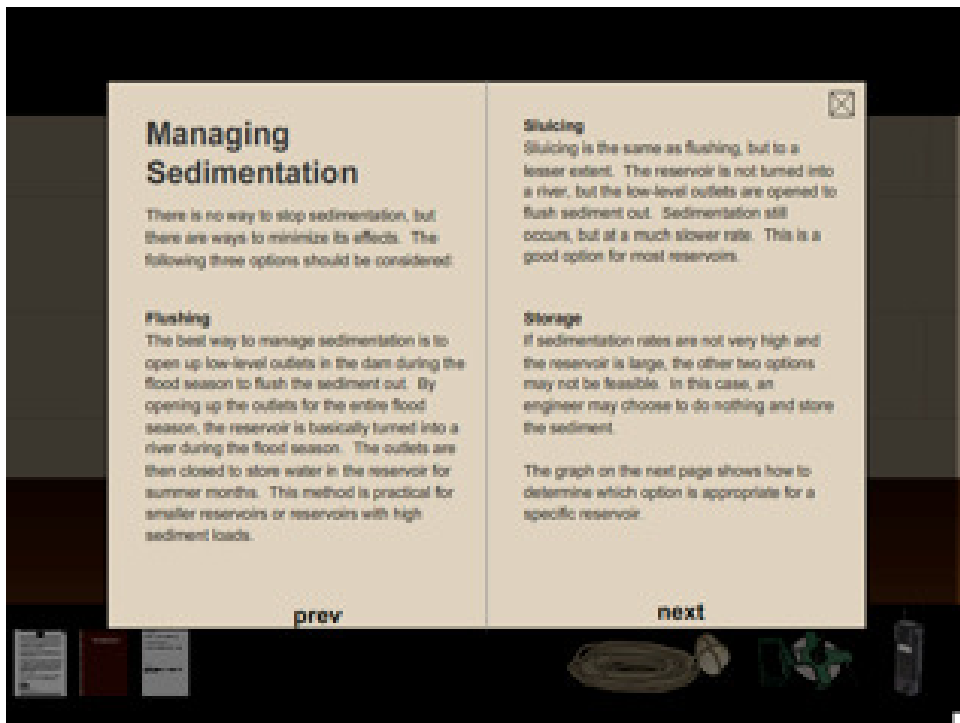 Managing
Sedimentation
There is no way to stop sedimentation, but
there are ways to minimize its effects. The
following three options should be considered:
Flushing
The best way to manage sedimentation is to
open up low-level outlets in the dam during the
flood season to flush the sediment out. By
opening up the outlets for the entire flood
season, the reservoir is basically turned into a
river during the flood season. The outlets are
then closed to store water in the reservoir for
summer months. This method is practical for
smaller reservoirs or reservoirs with high
sediment loads.
prev
Sluicing
Sluicing is the same as flushing, but to a
lesser extent. The reservoir is not turned into
a river, but the low-level outlets are opened to
flush sediment out. Sedimentation still
occurs, but at a much slower rate. This is a
good option for most reservoirs.
Storage
If sedimentation rates are not very high and
the reservoir is large, the other two options
may not be feasible. In this case, an
engineer may choose to do nothing and store
the sediment.
The graph on the next page shows how to
determine which option is appropriate for a
specific reservoir.
next